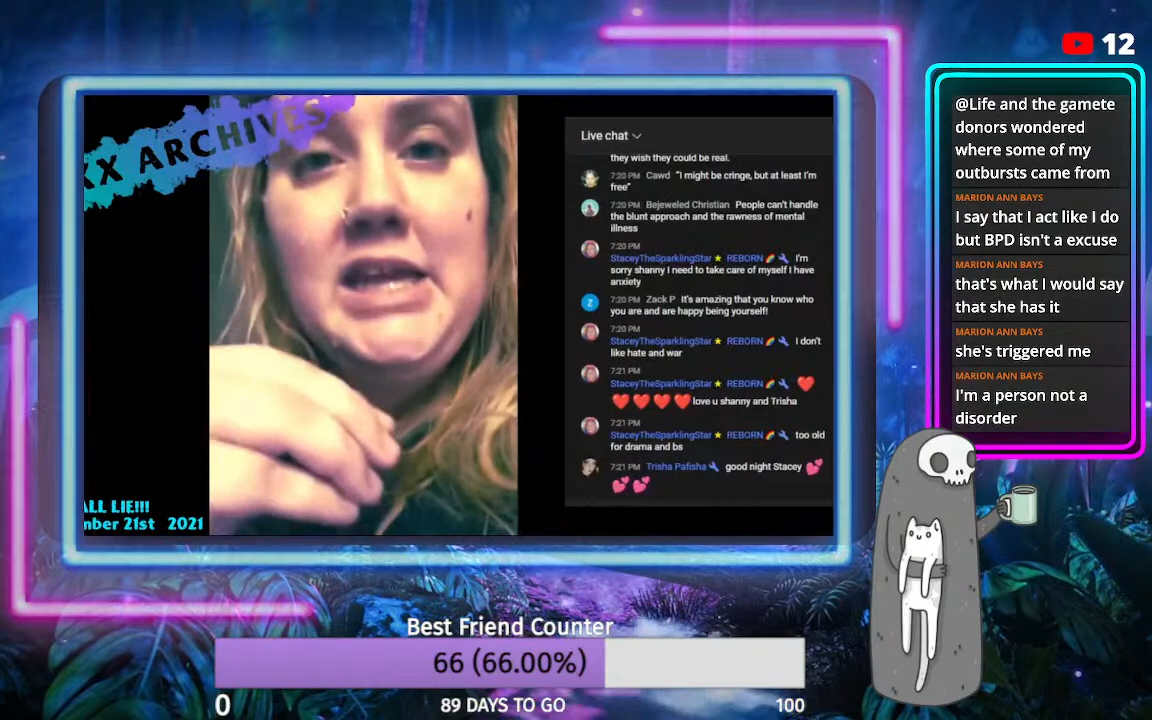 12
XX ARCHIVES
ALL LIE!!!
mber 21st 2021
Live chat
they wish they could be real.
7:20 PM Cawd "I might be cringe, but at least I'm
free"
7:20 PM Bejeweled Christian People can't handle
the blunt approach and the rawness of mental
illness
7:20 PM
StaceyTheSparklingStar ⭐ REBORN 🌈 🔧 I'm
sorry shanny I need to take care of myself I have
anxiety
Z 7:20 PM Zack P It's amazing that you know who
you are and are happy being yourself!
7:20 PM
StaceyTheSparklingStar ⭐ REBORN 🌈 🔧 I don't
like hate and war
7:21 PM
StaceyTheSparklingStar ⭐ REBORN 🌈 🔧 ❤️
❤️❤️❤️❤️ love u shanny and Trisha
7:21 PM
StaceyTheSparklingStar ⭐ REBORN 🌈 🔧 too old
for drama and bs
7:21 PM Trisha Pafisha 🔧 good night Stacey 💕
💕💕
@Life and the gamete
donors wondered
where some of my
outbursts came from
MARION ANN BAYS
I say that I act like I do
but BPD isn't a excuse
MARION ANN BAYS
that's what I would say
that she has it
MARION ANN BAYS
she's triggered me
MARION ANN BAYS
I'm a person not a
disorder
Best Friend Counter
66 (66.00%)
0 89 DAYS TO GO 100